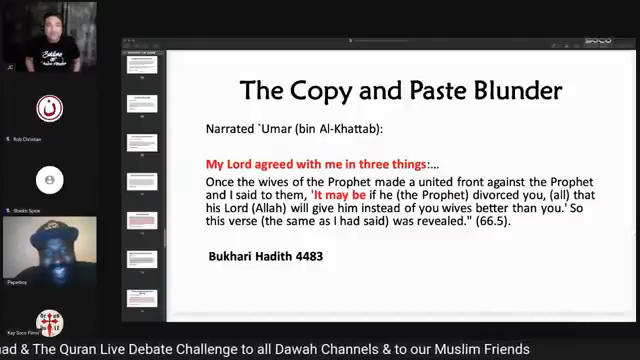 The Copy and Paste Blunder
Narrated `Umar (bin Al-Khattab):
My Lord agreed with me in three things:...
Once the wives of the Prophet made a united front against the Prophet
and I said to them, 'It may be if he (the Prophet) divorced you, (all) that
his Lord (Allah) will give him instead of you wives better than you.' So
this verse (the same as I had said) was revealed." (66.5).
Bukhari Hadith 4483
JC
Rob Christian
Sheikh Spice
Paperboy
Kay Soco Films
ad & The Quran Live Debate Challenge to all Dawah Channels & to our Muslim Friends